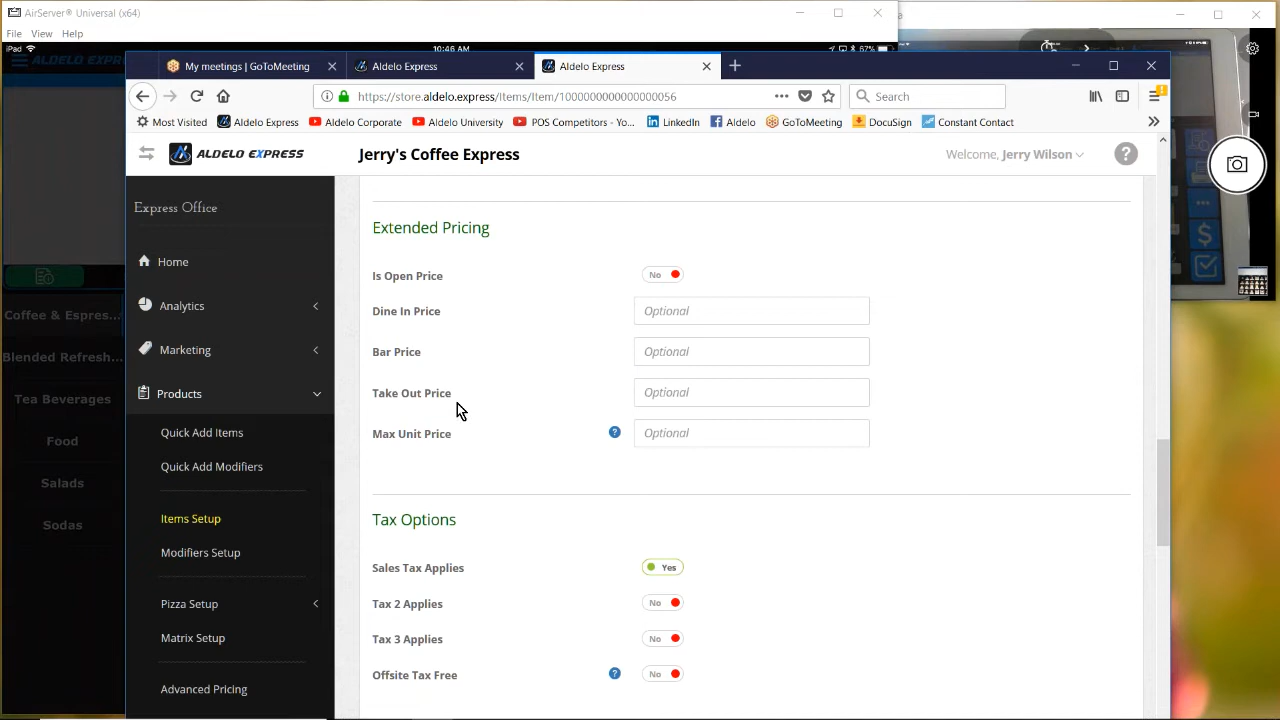 AirServer® Universal (x64)
File View Help
iPad
10:46 AM
67%
My meetings | GoToMeeting
Aldelo Express
Aldelo Express
https://store.aldelo.express/Items/Item/1000000000000000056
Search
Most Visited
Aldelo Express
Aldelo Corporate
Aldelo University
POS Competitors - Yo...
LinkedIn
Aldelo
GoToMeeting
DocuSign
Constant Contact
ALDELO EXPRESS
Jerry's Coffee Express
Welcome, Jerry Wilson
Express Office
Home
Analytics
Marketing
Products
Quick Add Items
Quick Add Modifiers
Items Setup
Modifiers Setup
Pizza Setup
Matrix Setup
Advanced Pricing
Extended Pricing
Is Open Price No
Dine In Price Optional
Bar Price Optional
Take Out Price Optional
Max Unit Price ? Optional
Tax Options
Sales Tax Applies Yes
Tax 2 Applies No
Tax 3 Applies No
Offsite Tax Free ? No
ALDELO EXPR
Coffee & Espres...
Blended Refresh...
Tea Beverages
Food
Salads
Sodas